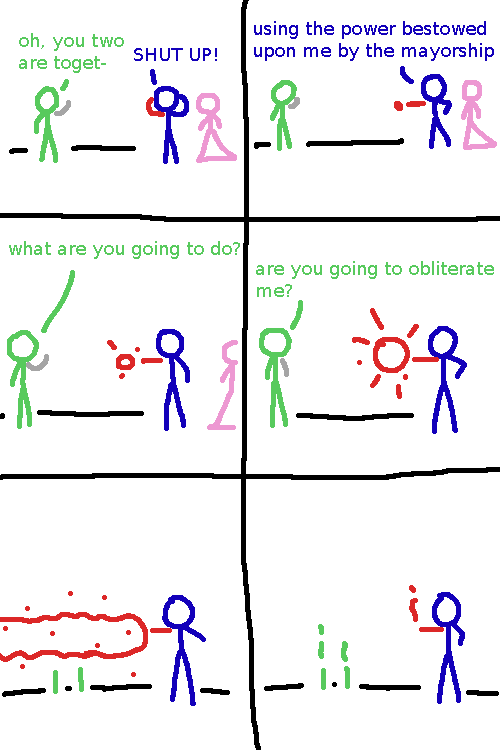 oh, you two
are toget-
SHUT UP!
using the power bestowed
upon me by the mayorship
what are you going to do?
are you going to obliterate
me?